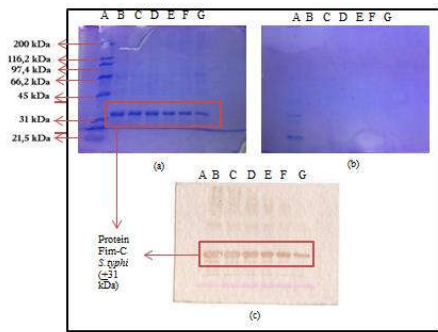 A B C D E F G
200 kDa
116,2 kDa
97,4 kDa
66,2 kDa
45 kDa
31 kDa
21,5 kDa
(a)
A B C D E F G
(b)
A B C D E F G
Protein
Fim-C
S.typhi
(±31
kDa)
(c)